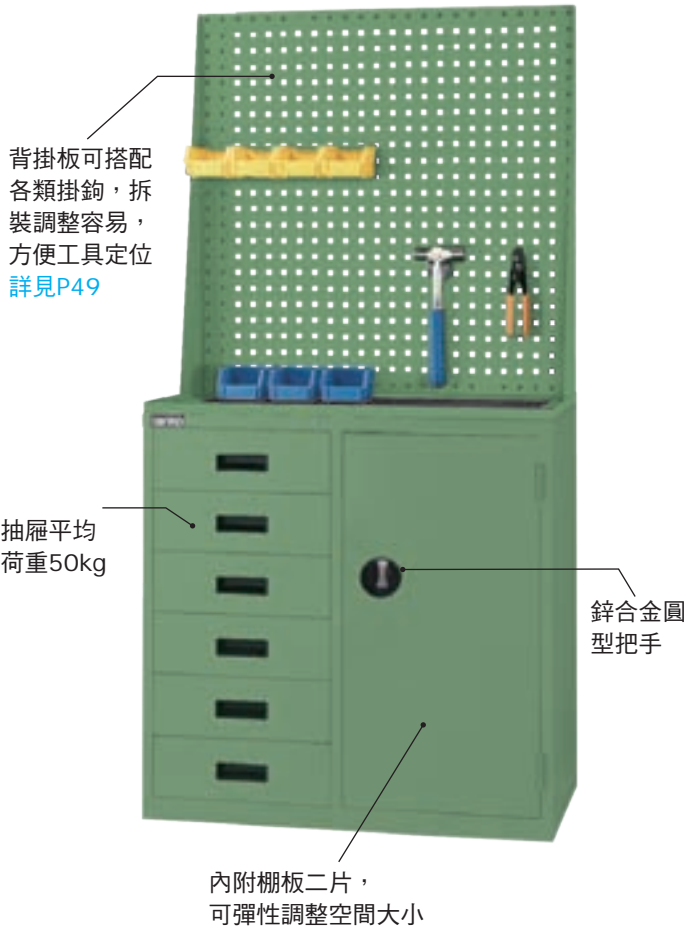 背掛板可搭配
各類掛鉤，拆
裝調整容易，
方便工具定位
詳見P49
抽屜平均
荷重50kg
鋅合金圓
型把手
內附棚板二片，
可彈性調整空間大小